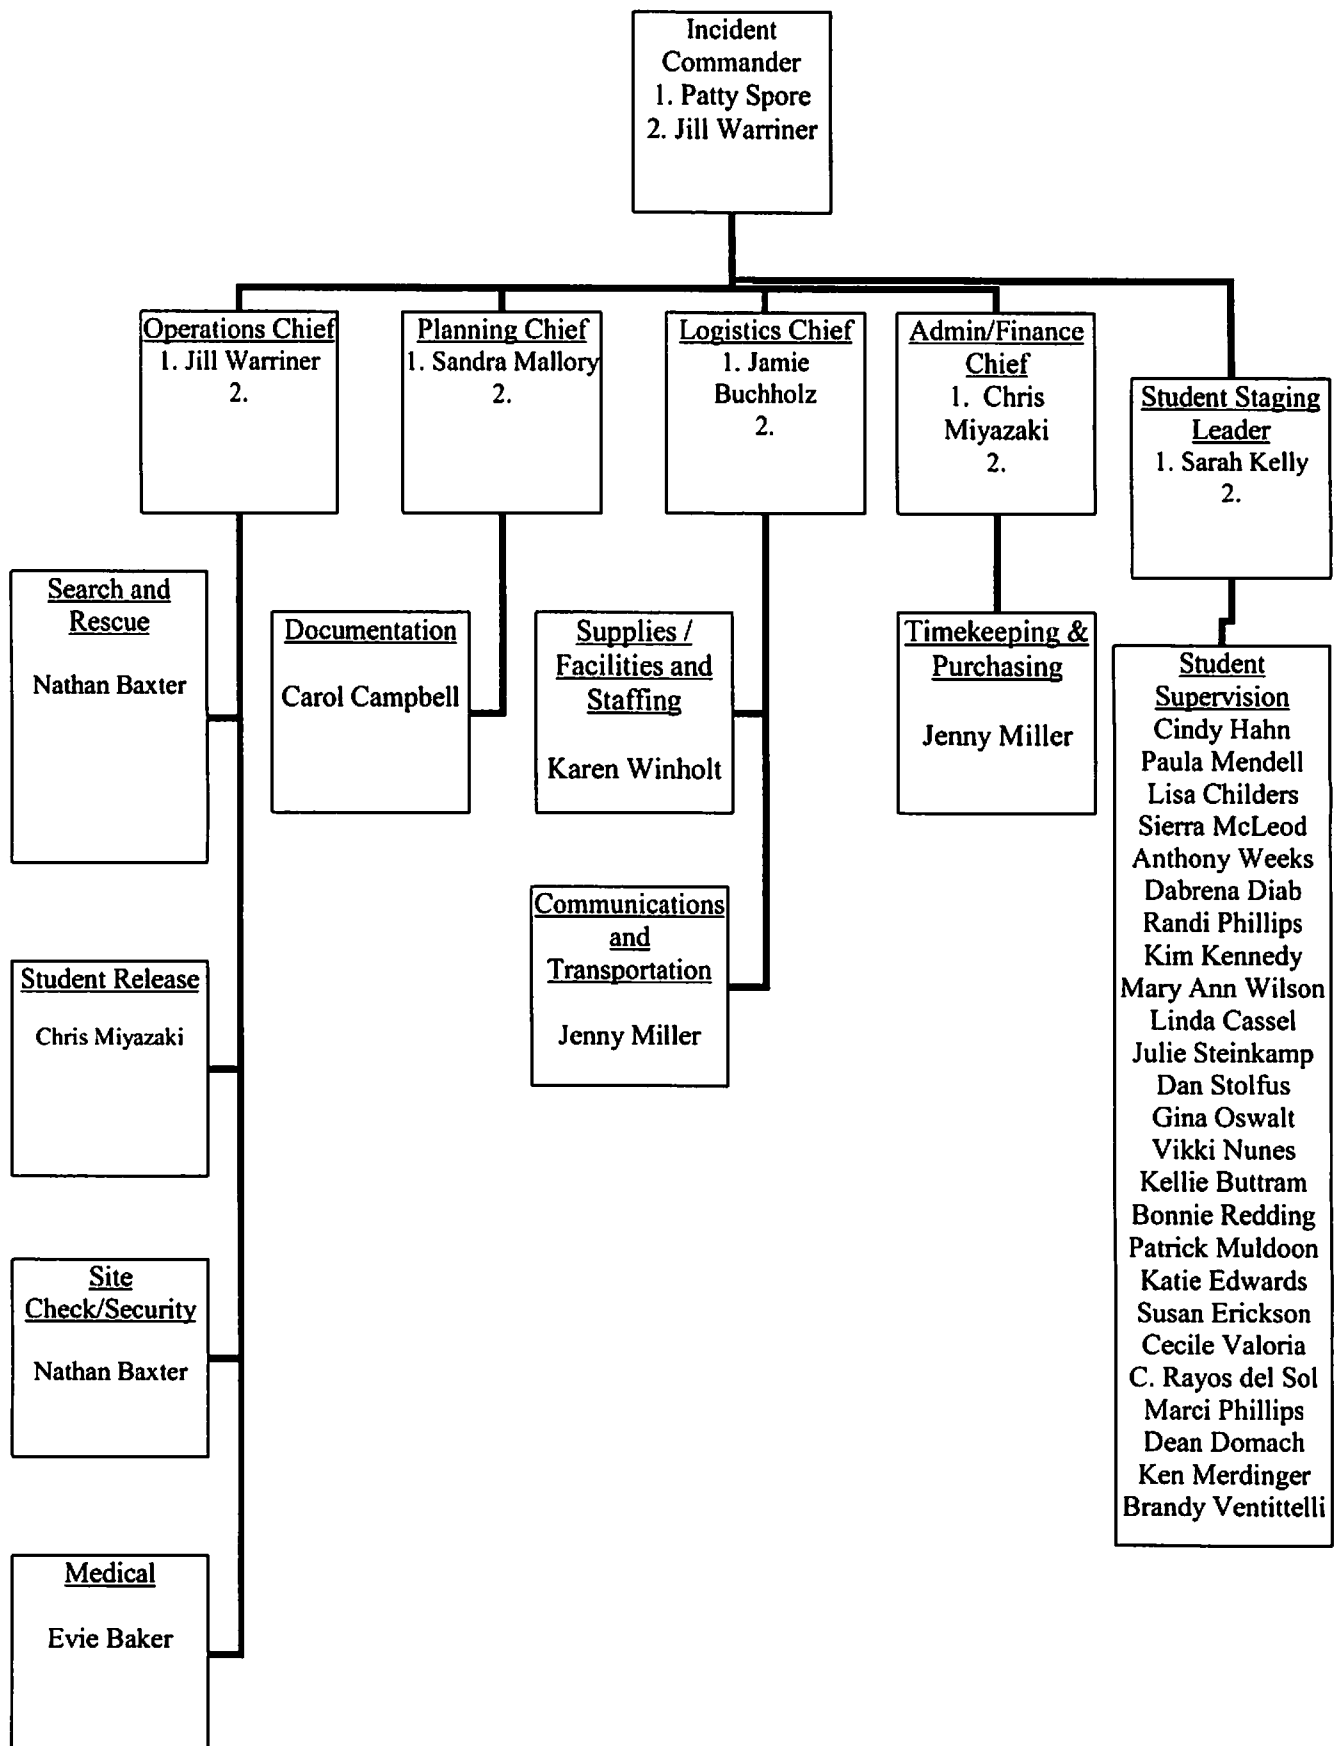 Incident
Commander
1. Patty Spore
2. Jill Warriner
Operations Chief
1. Jill Warriner
2.
Planning Chief
1. Sandra Mallory
2.
Logistics Chief
1. Jamie
Buchholz
2.
Admin/Finance
Chief
1. Chris
Miyazaki
2.
Student Staging
Leader
1. Sarah Kelly
2.
Search and
Rescue
Nathan Baxter
Documentation
Carol Campbell
Supplies /
Facilities and
Staffing
Karen Winholt
Timekeeping &
Purchasing
Jenny Miller
Student
Supervision
Cindy Hahn
Paula Mendell
Lisa Childers
Sierra McLeod
Anthony Weeks
Dabrena Diab
Randi Phillips
Kim Kennedy
Mary Ann Wilson
Linda Cassel
Julie Steinkamp
Dan Stolfus
Gina Oswalt
Vikki Nunes
Kellie Buttram
Bonnie Redding
Patrick Muldoon
Katie Edwards
Susan Erickson
Cecile Valoria
C. Rayos del Sol
Marci Phillips
Dean Domach
Ken Merdinger
Brandy Ventittelli
Communications
and
Transportation
Jenny Miller
Student Release
Chris Miyazaki
Site
Check/Security
Nathan Baxter
Medical
Evie Baker